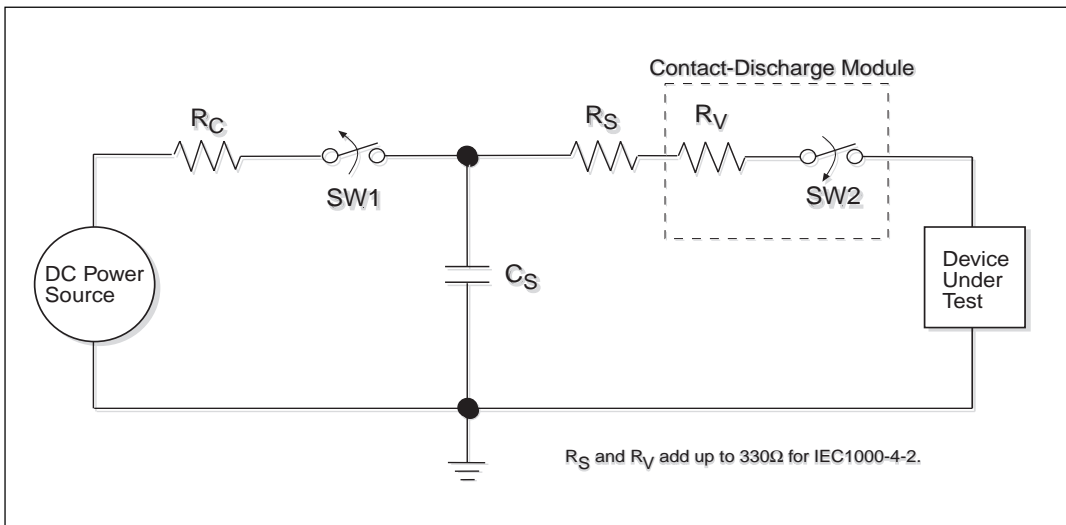 Contact-Discharge Module
RC
RS
RV
SW1
SW2
DC Power
Source
CS
Device
Under
Test
RS and RV add up to 330Ω for IEC1000-4-2.